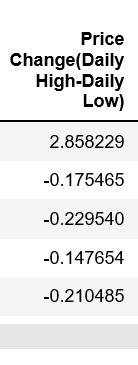 Price
Change(Daily
High-Daily
Low)
2.858229
-0.175465
-0.229540
-0.147654
-0.210485